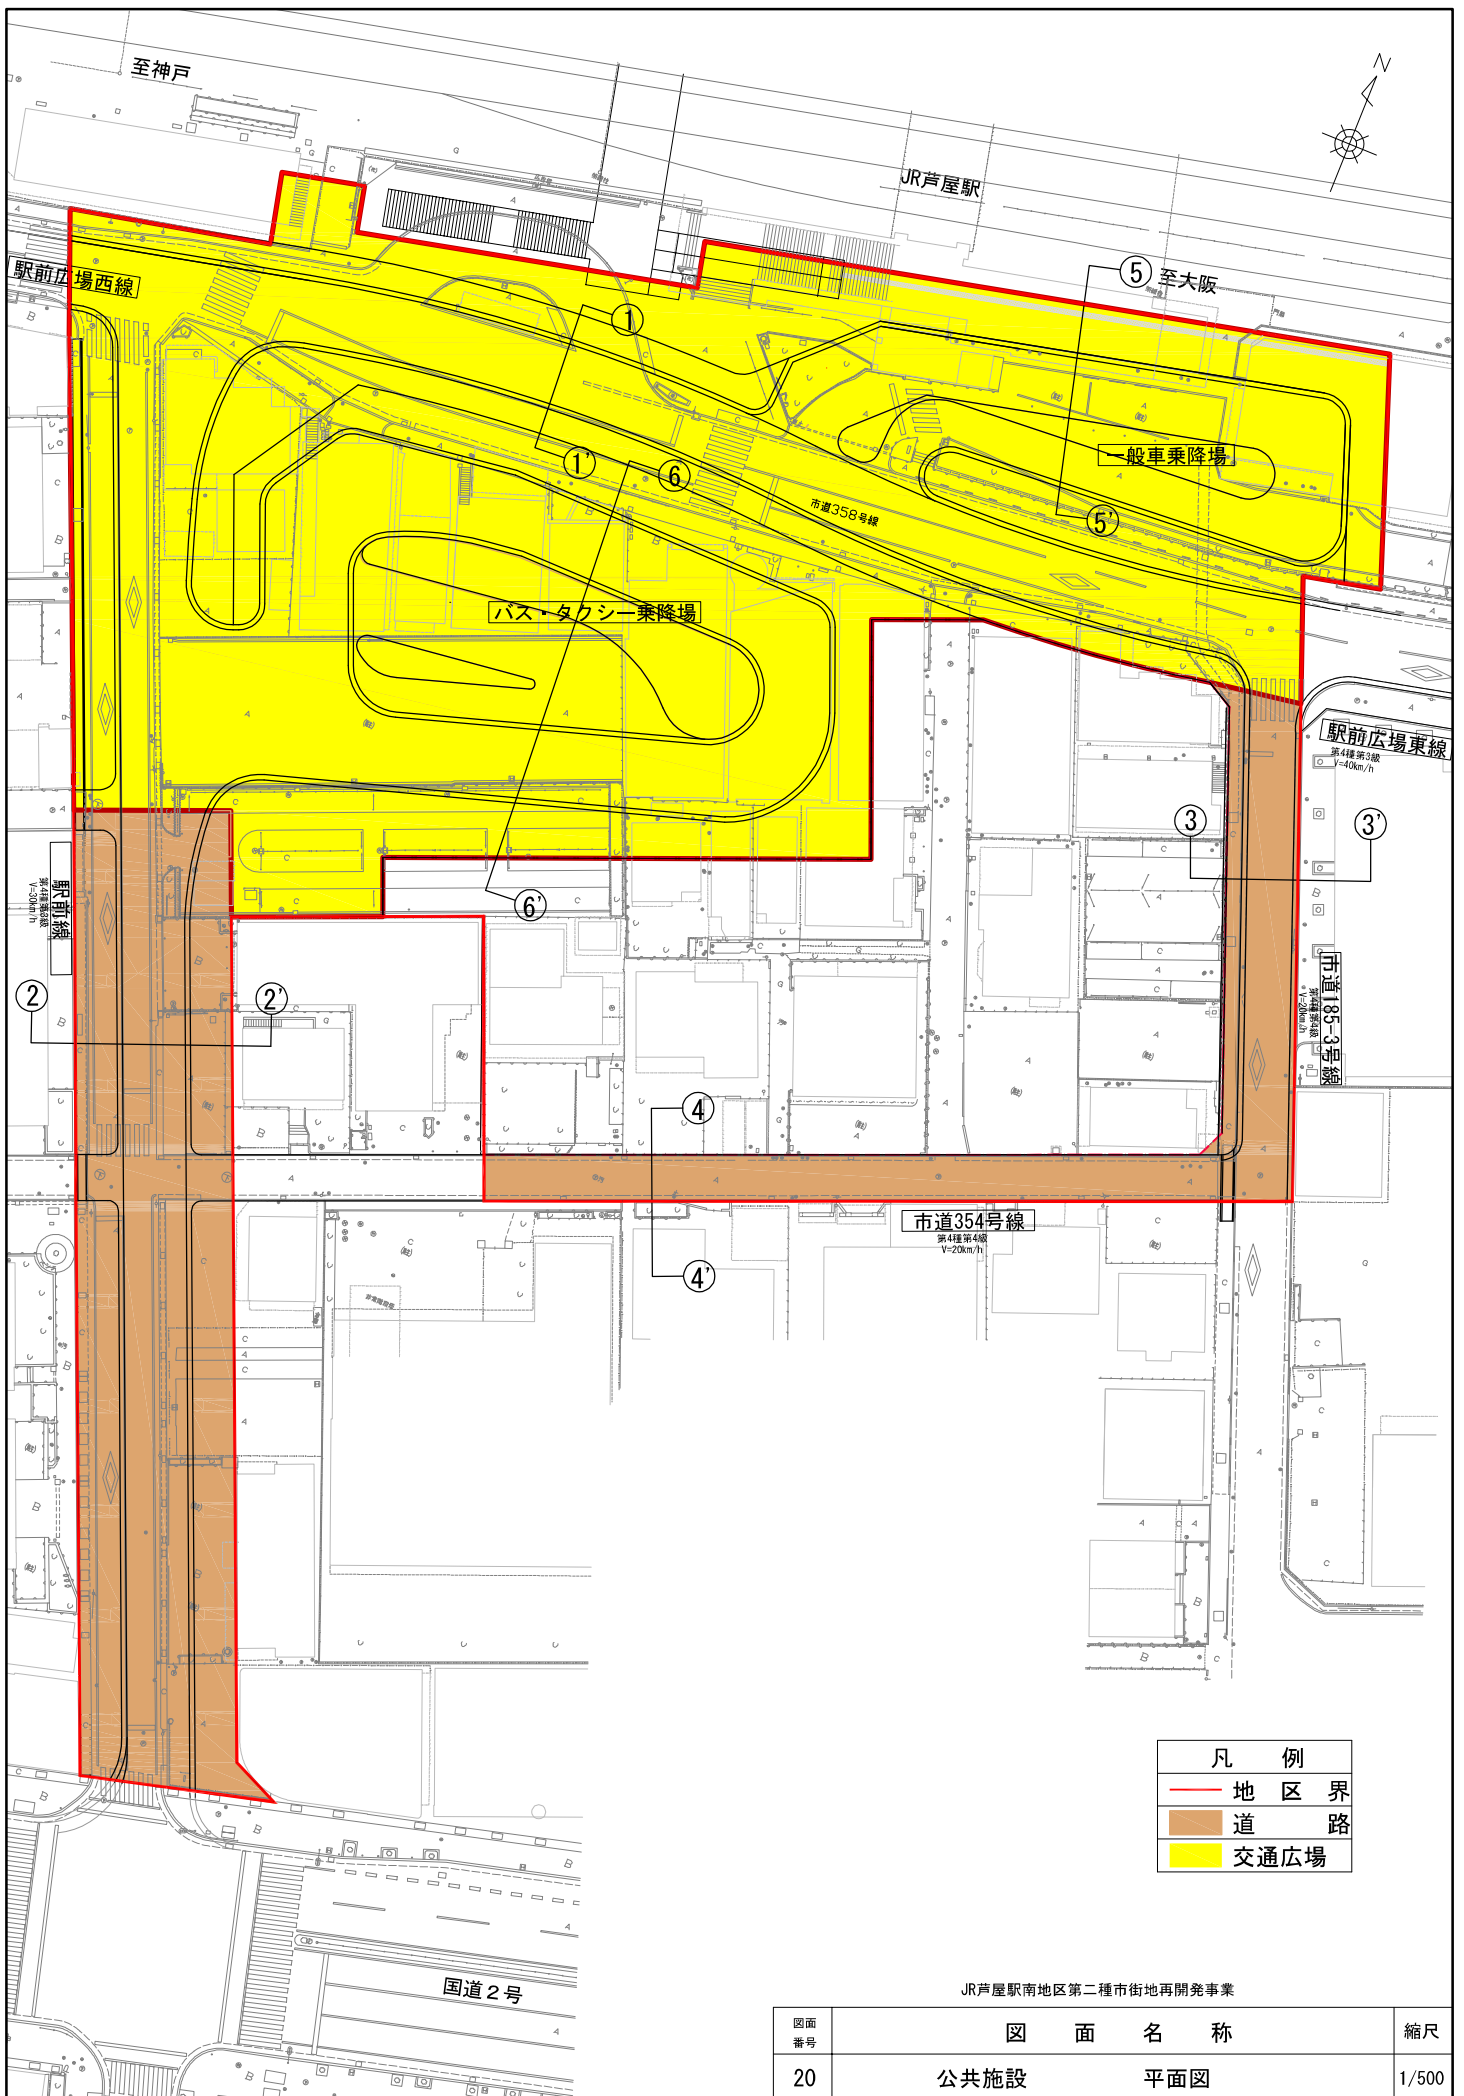 至神戸
N
JR芦屋駅
駅前広場西線
5
至大阪
1
1'
6
市道358号線
一般車乗降場
5'
バス・タクシー乗降場
駅前広場東線
第4種第3級
V=40km/h
3
3'
駅前線
第4種第3級
V=30km/h
6'
2
2'
市道185-3号線
第4種第4級
V=20km/h
4
4'
市道354号線
第4種第4級
V=20km/h
凡 例
地 区 界
道 路
交通広場
国道2号
JR芦屋駅南地区第二種市街地再開発事業
図面番号 図 面 名 称 縮尺
20 公共施設 平面図 1/500